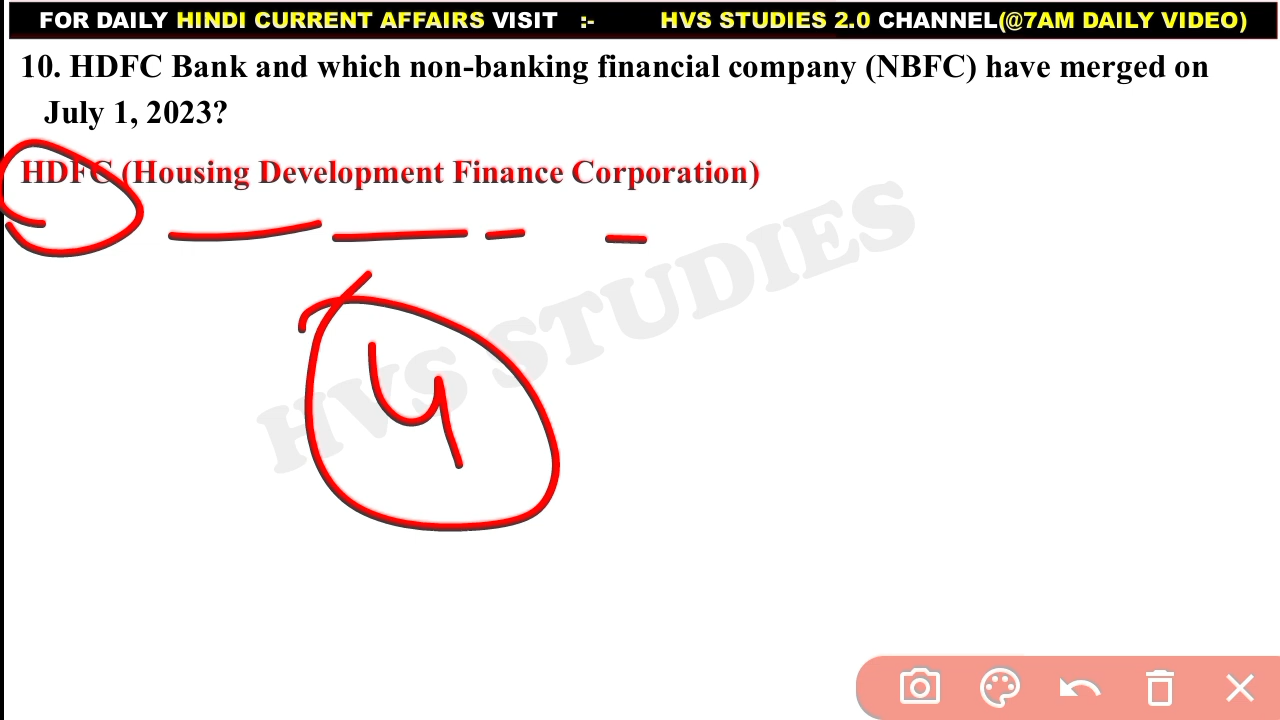 FOR DAILY HINDI CURRENT AFFAIRS VISIT :- HVS STUDIES 2.0 CHANNEL(@7AM DAILY VIDEO)
10. HDFC Bank and which non-banking financial company (NBFC) have merged on
July 1, 2023?
HDFC (Housing Development Finance Corporation)
HVS STUDIES
4